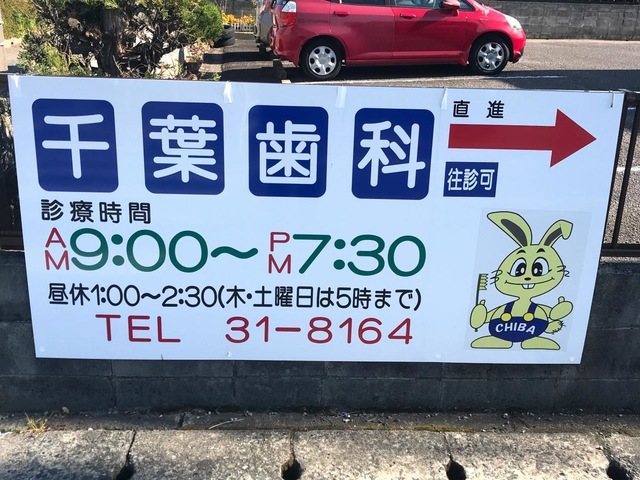 千葉歯科
直進
往診可
診療時間
AM9:00〜PM7:30
昼休1:00〜2:30(木・土曜日は5時まで)
TEL 31-8164
CHIBA